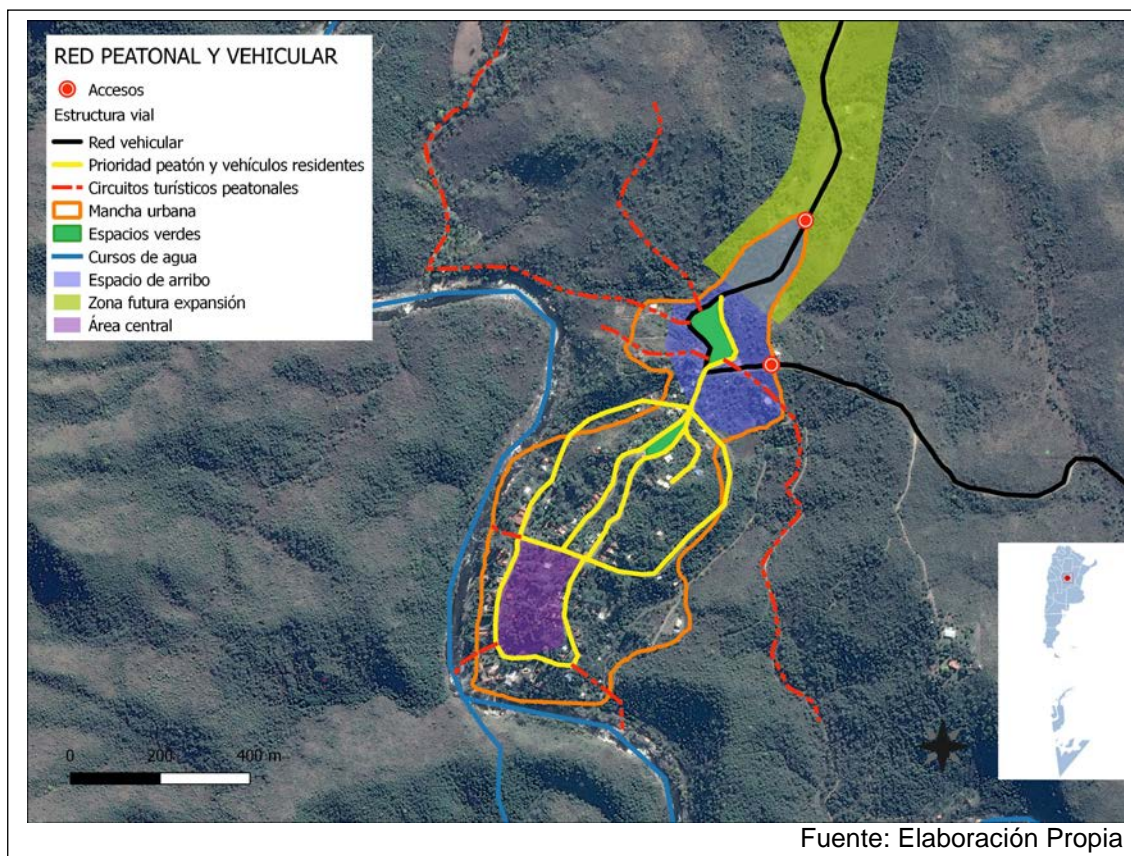 RED PEATONAL Y VEHICULAR
Accesos
Estructura vial
Red vehicular
Prioridad peatón y vehículos residentes
Circuitos turísticos peatonales
Mancha urbana
Espacios verdes
Cursos de agua
Espacio de arribo
Zona futura expansión
Área central
0 200 400 m
Fuente: Elaboración Propia